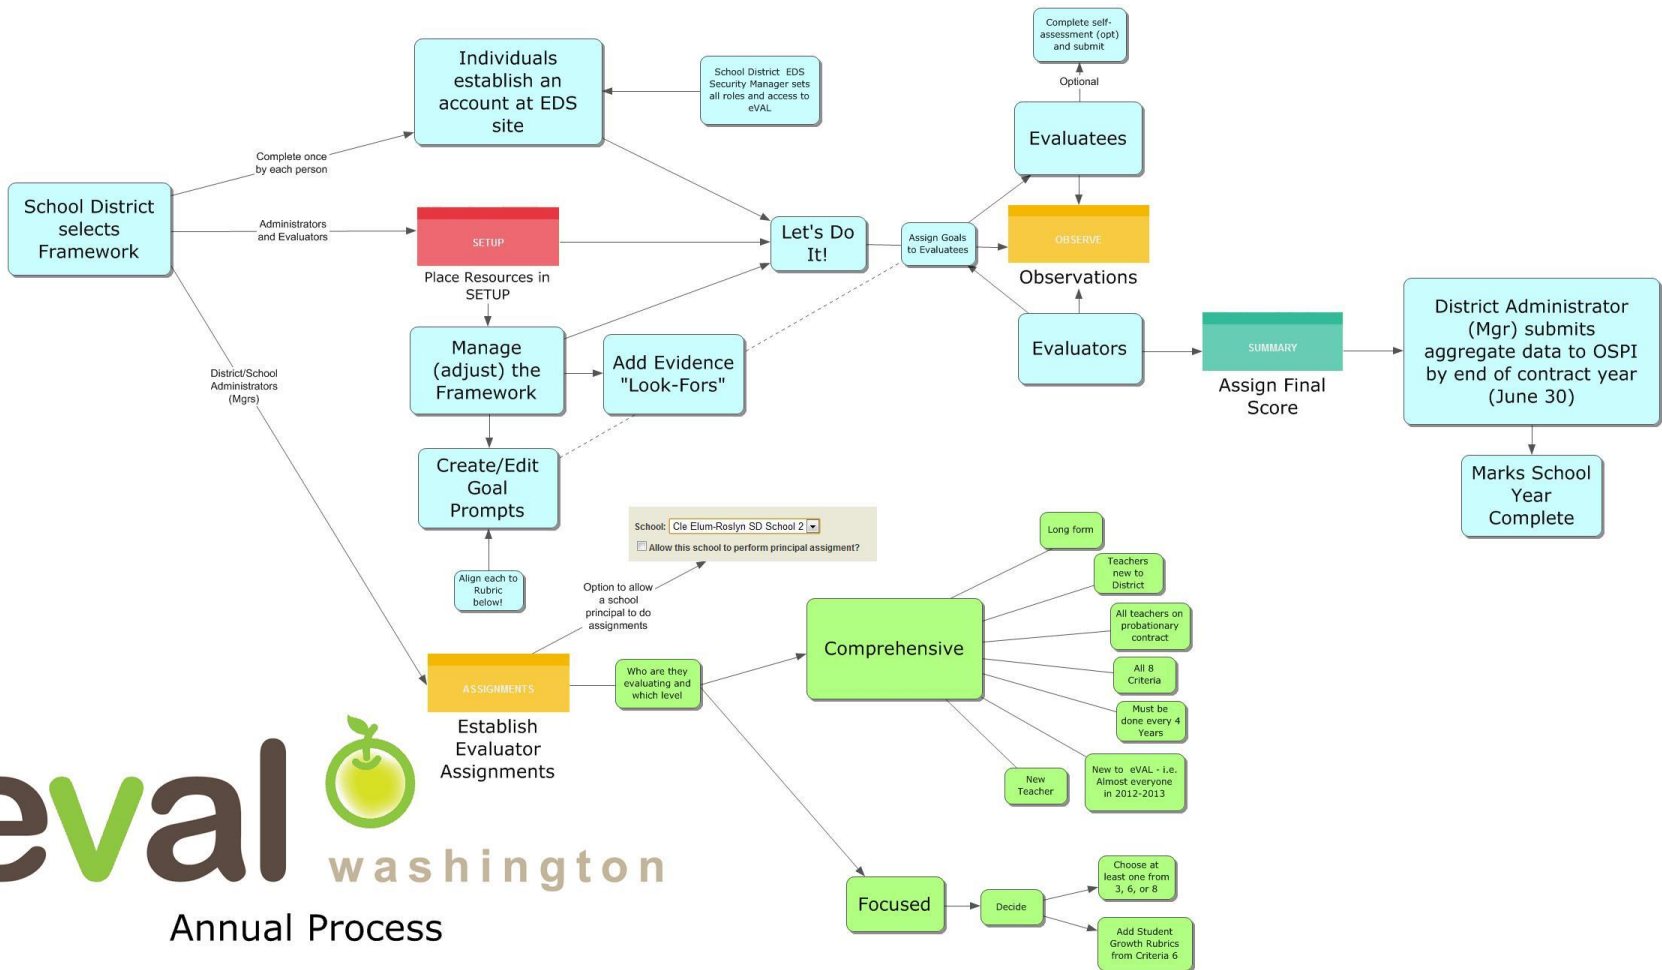 Complete self-
assessment (opt)
and submit
Optional
Individuals
establish an
account at EDS
site
School District  EDS
Security Manager sets
all roles and access to
eVAL
Evaluatees
Complete once
by each person
School District
selects
Framework
Administrators
and Evaluators
SETUP
Place Resources in
SETUP
Let's Do
It!
Assign Goals
to Evaluatees
OBSERVE
Observations
Evaluators
SUMMARY
Assign Final
Score
District Administrator
(Mgr) submits
aggregate data to OSPI
by end of contract year
(June 30)
Marks School
Year
Complete
Manage
(adjust) the
Framework
Add Evidence
"Look-Fors"
District/School
Administrators
(Mgrs)
Create/Edit
Goal
Prompts
Align each to
Rubric
below!
School: Cle Elum-Roslyn SD School 2
Allow this school to perform principal assigment?
Option to allow
a school
principal to do
assignments
ASSIGNMENTS
Establish
Evaluator
Assignments
Who are they
evaluating and
which level
Comprehensive
Long form
Teachers
new to
District
All teachers on
probationary
contract
All 8
Criteria
Must be
done every 4
Years
New to  eVAL - i.e.
Almost everyone
in 2012-2013
New
Teacher
Focused
Decide
Choose at
least one from
3, 6, or 8
Add Student
Growth Rubrics
from Criteria 6
eval
washington
Annual Process